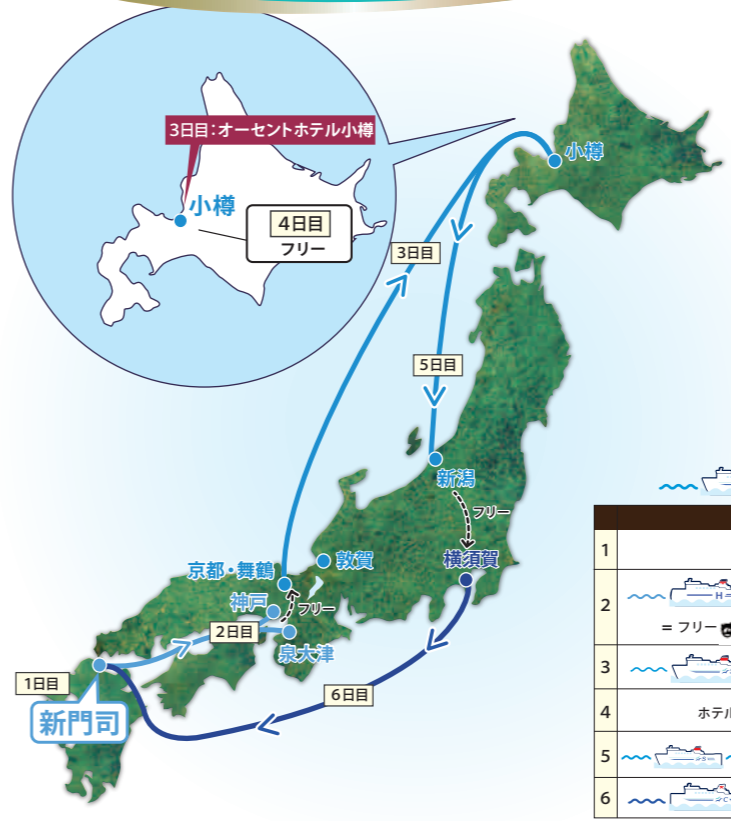 3日目:オーセントホテル小樽
小樽
4日目
フリー
小樽
3日目
5日目
新潟
フリー
横須賀
敦賀
京都・舞鶴
神戸
フリー
2日目
泉大津
1日目
新門司
6日目
1
2
H
= フリー
3
4
ホテル
5
S
6
C